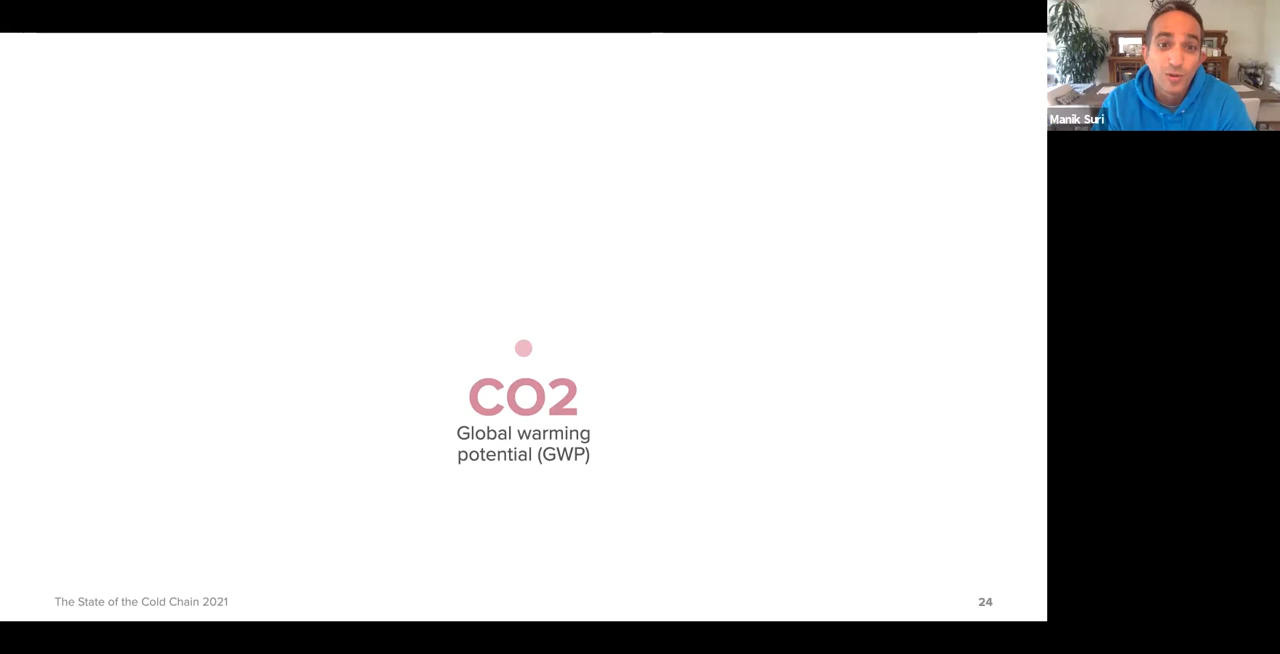 Manik Suri
CO2
Global warming
potential (GWP)
The State of the Cold Chain 2021
24